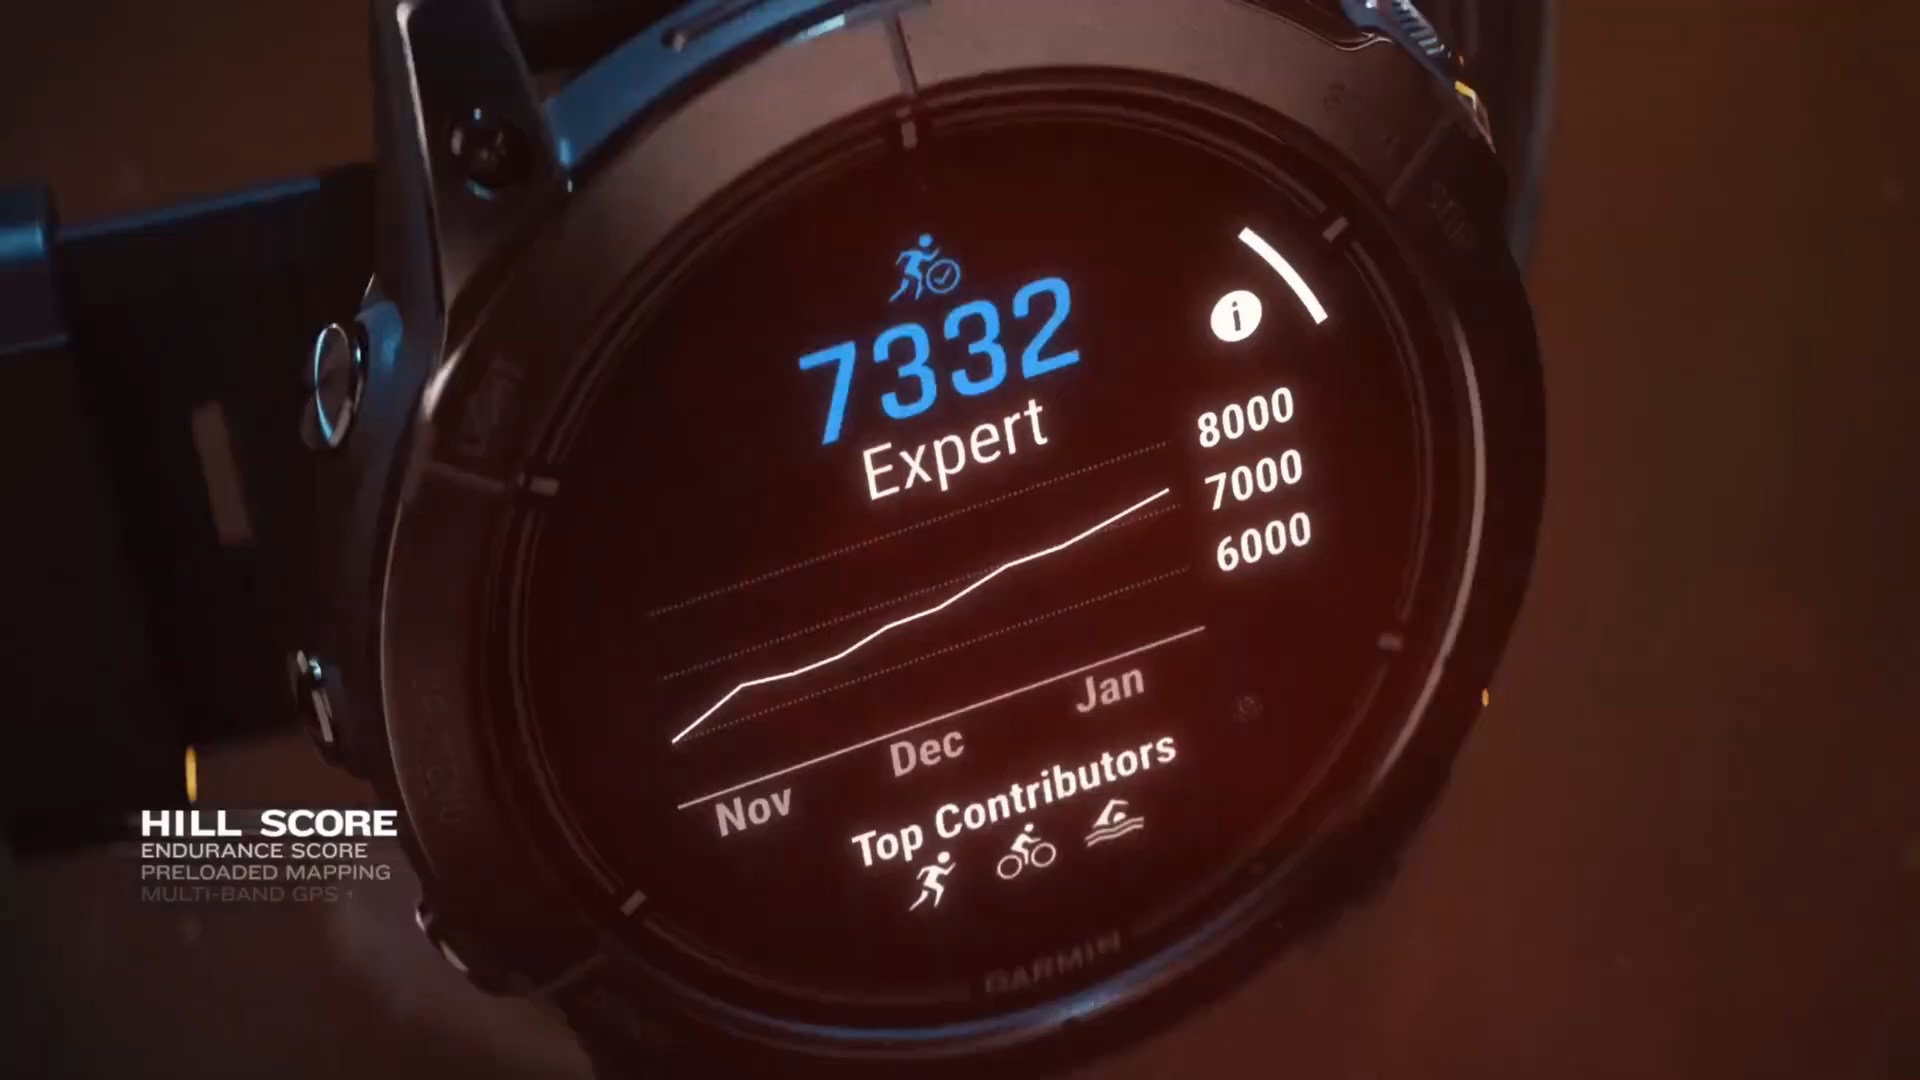 7332
Expert
8000
7000
6000
Nov
Dec
Jan
Top Contributors
GARMIN
HILL SCORE
ENDURANCE SCORE
PRELOADED MAPPING
MULTI-BAND GPS +